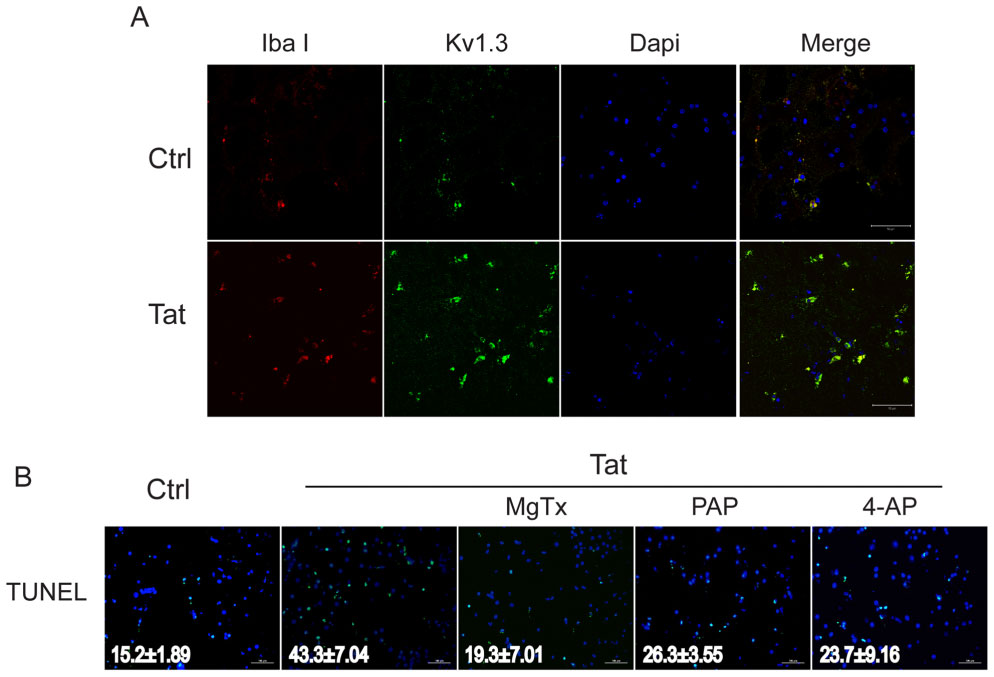 A
Iba I Kv1.3 Dapi Merge
Ctrl
Tat
B
Ctrl
Tat
MgTx PAP 4-AP
TUNEL
15.2±1.89 43.3±7.04 19.3±7.01 26.3±3.55 23.7±9.16